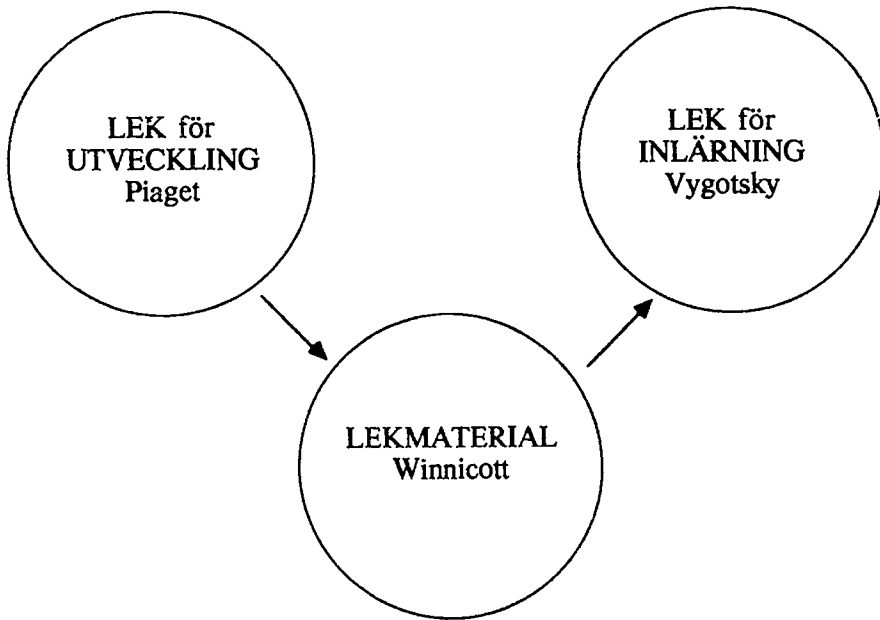 LEK för
UTVECKLING
Piaget
LEK för
INLÄRNING
Vygotsky
LEKMATERIAL
Winnicott